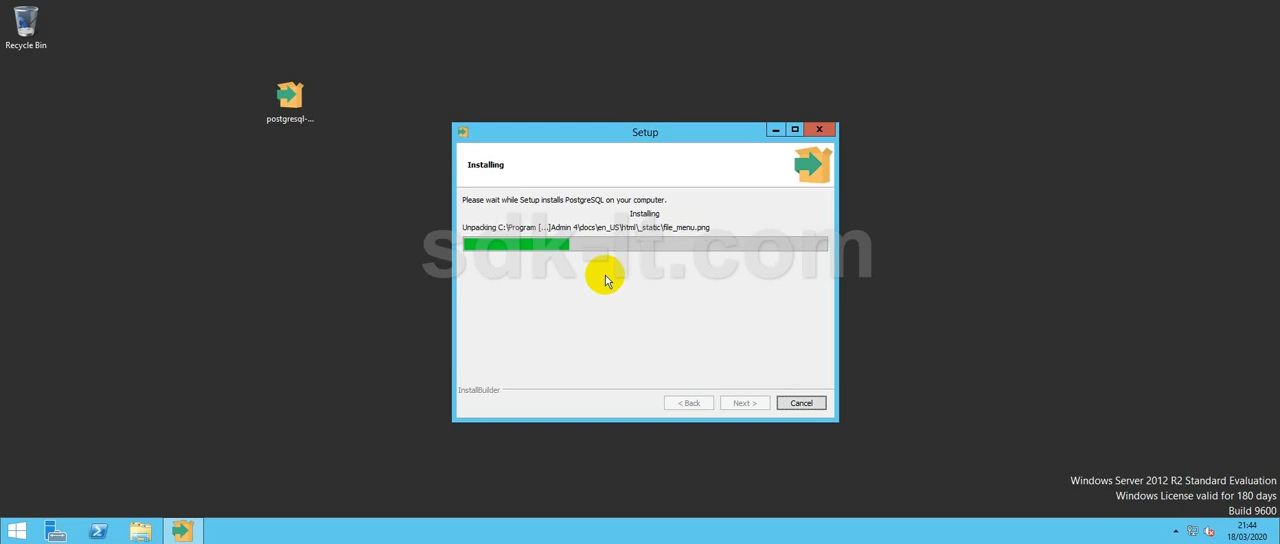 Recycle Bin
postgresql-...
Setup
Installing
Please wait while Setup installs PostgreSQL on your computer.
Installing
Unpacking C:\Program [...]Admin 4\docs\en_US\html\_static\file_menu.png
sdk-it.com
InstallBuilder
< Back
Next >
Cancel
Windows Server 2012 R2 Standard Evaluation
Windows License valid for 180 days
Build 9600
21:44
18/03/2020